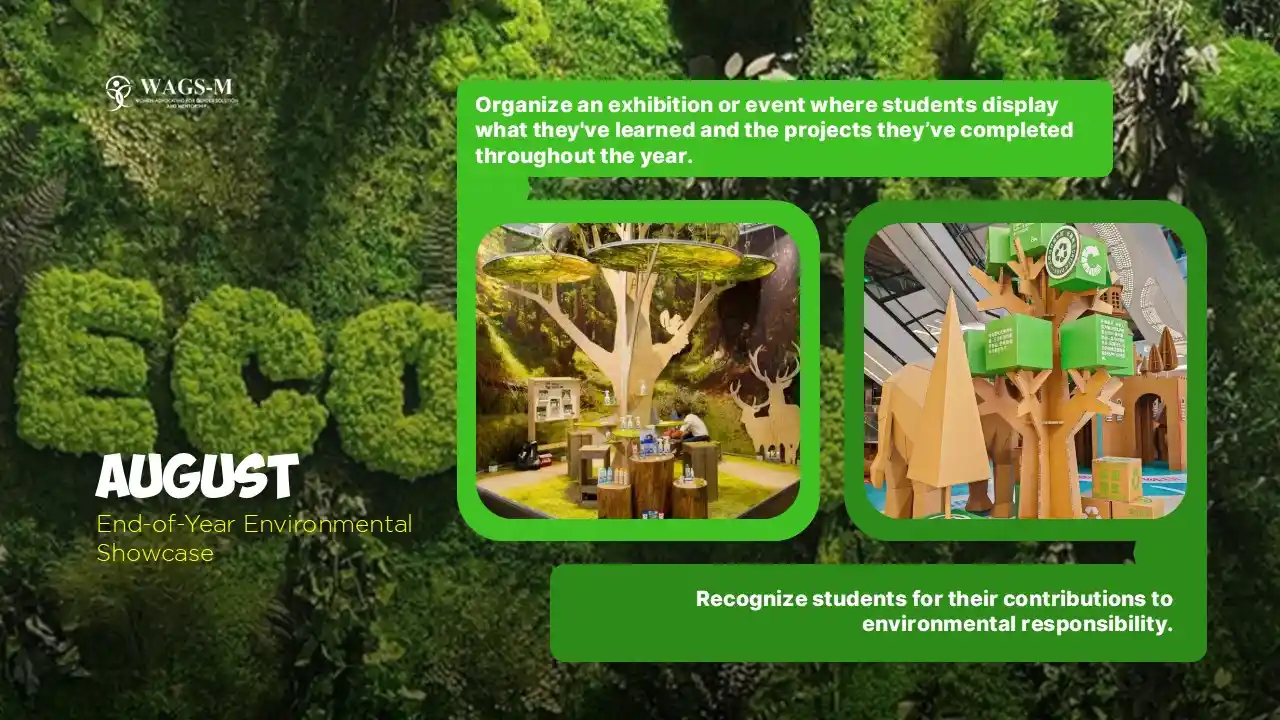 WAGS-M
WOMEN ADVOCATING FOR GENDER SOLUTION
AND MENTORSHIP
Organize an exhibition or event where students display
what they've learned and the projects they’ve completed
throughout the year.
ECO
AUGUST
End-of-Year Environmental
Showcase
Recognize students for their contributions to
environmental responsibility.